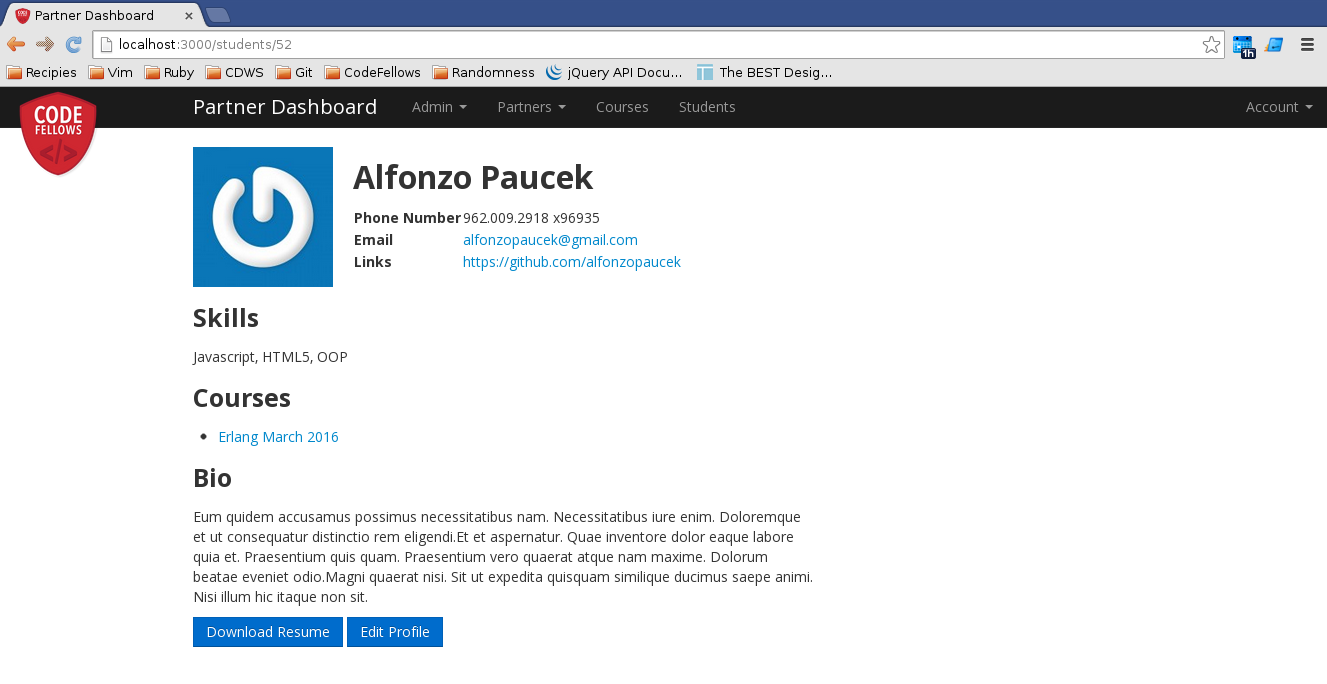 Partner Dashboard
localhost:3000/students/52
1h
Recipies Vim Ruby CDWS Git CodeFellows Randomness jQuery API Docu... The BEST Desig...
CODE
FELLOWS
</>
Partner Dashboard Admin Partners Courses Students Account
Alfonzo Paucek
Phone Number 962.009.2918 x96935
Email alfonzopaucek@gmail.com
Links https://github.com/alfonzopaucek
Skills
Javascript, HTML5, OOP
Courses
Erlang March 2016
Bio
Eum quidem accusamus possimus necessitatibus nam. Necessitatibus iure enim. Doloremque
et ut consequatur distinctio rem eligendi.Et et aspernatur. Quae inventore dolor eaque labore
quia et. Praesentium quis quam. Praesentium vero quaerat atque nam maxime. Dolorum
beatae eveniet odio.Magni quaerat nisi. Sit ut expedita quisquam similique ducimus saepe animi.
Nisi illum hic itaque non sit.
Download Resume Edit Profile